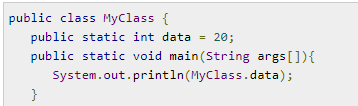 public class MyClass {
   public static int data = 20;
   public static void main(String args[]){
      System.out.println(MyClass.data);
   }